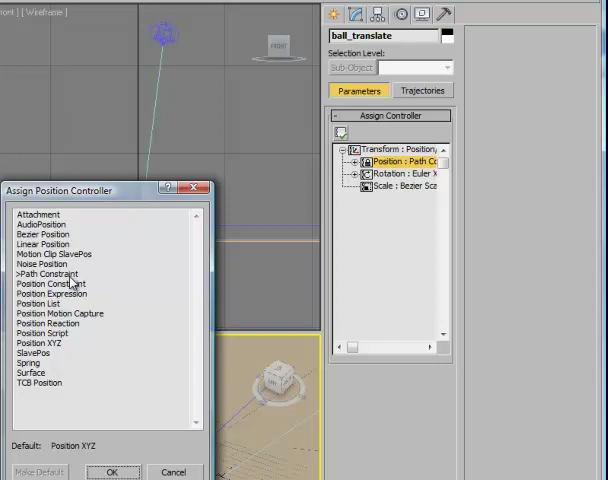 ont ] [ Wireframe ]
FRONT
ball_translate
Selection Level:
Sub-Object
Parameters
Trajectories
- Assign Controller
Transform : Position,
Position : Path Co
Rotation : Euler X
Scale : Bezier Sca
Assign Position Controller
Attachment
AudioPosition
Bezier Position
Linear Position
Motion Clip SlavePos
Noise Position
>Path Constraint
Position Constraint
Position Expression
Position List
Position Motion Capture
Position Reaction
Position Script
Position XYZ
SlavePos
Spring
Surface
TCB Position
Default: Position XYZ
Make Default
OK
Cancel